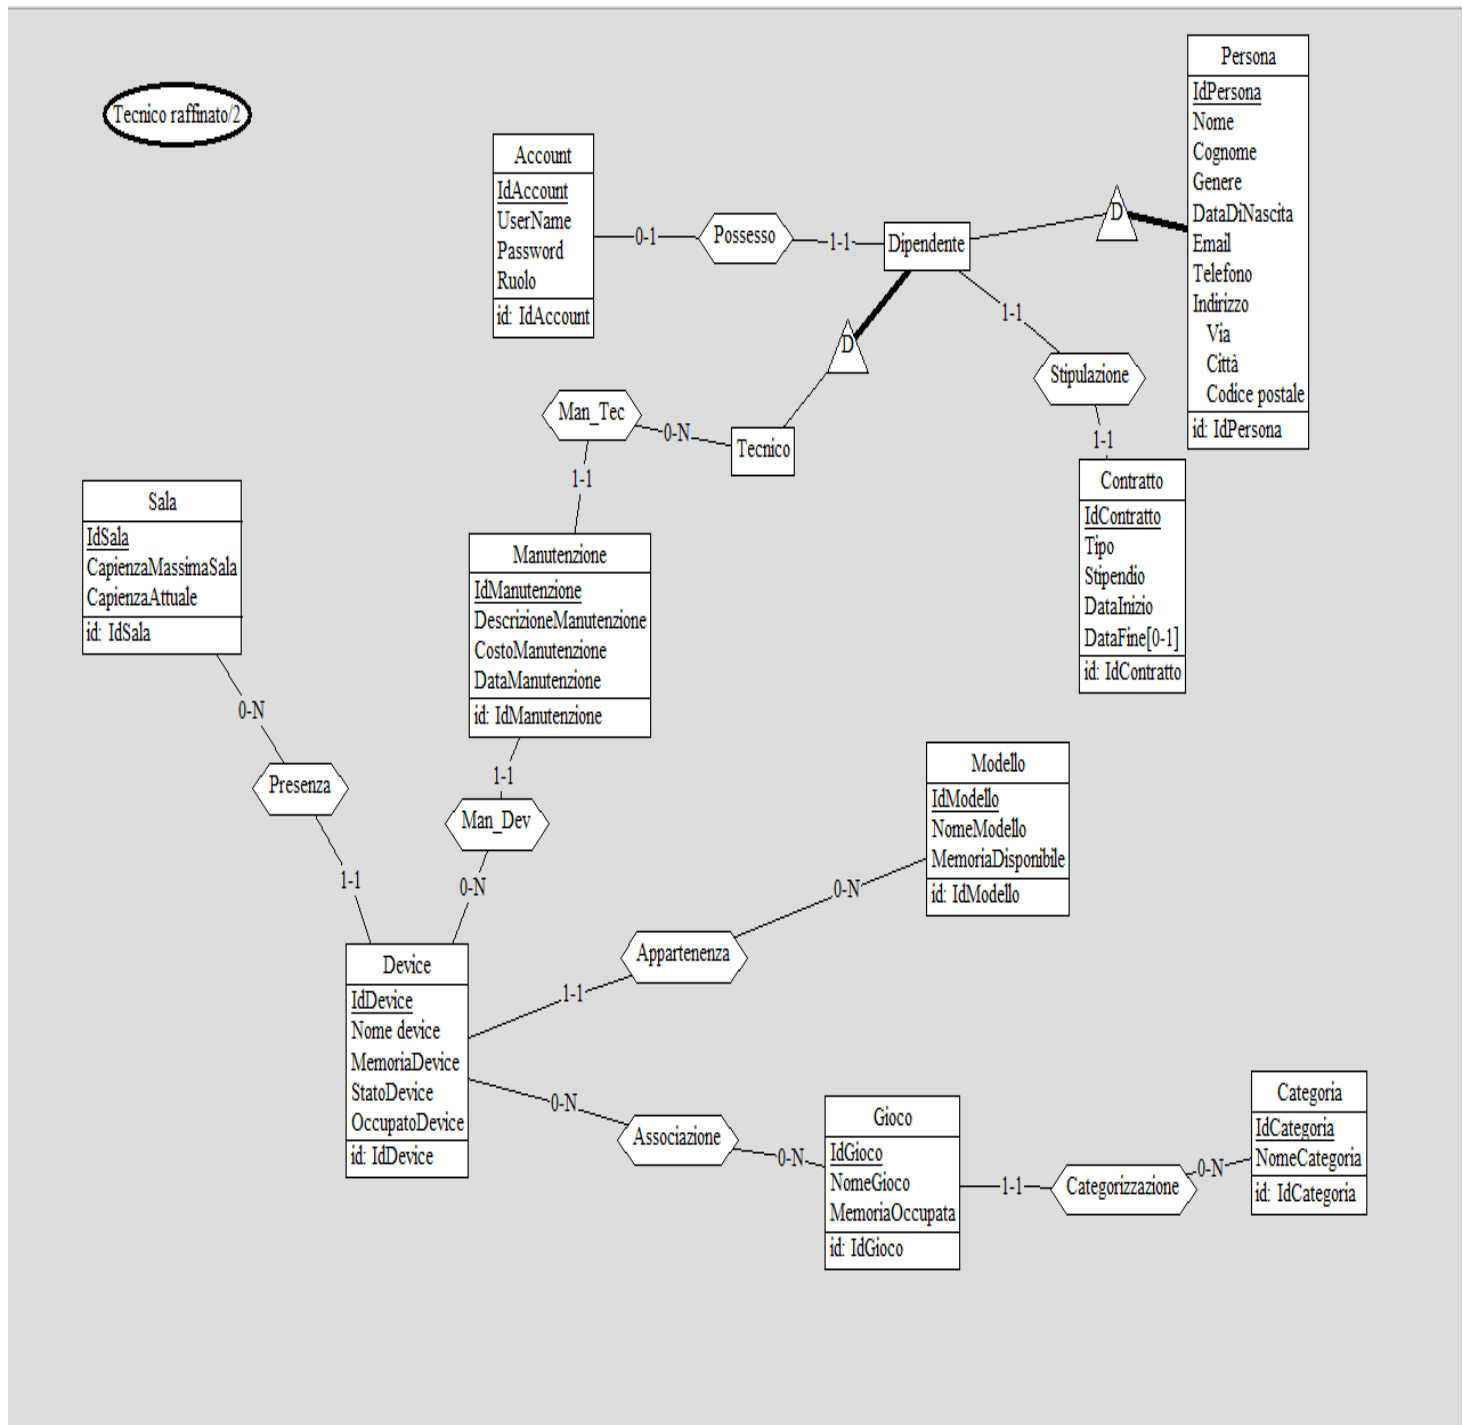 Tecnico raffinato/2
Persona
IdPersona
Nome
Cognome
Genere
DataDiNascita
Email
Telefono
Indirizzo
Via
Città
Codice postale
id: IdPersona
Account
IdAccount
UserName
Password
Ruolo
id: IdAccount
0-1
Possesso
1-1
Dipendente
D
D
1-1
Stipulazione
1-1
Man_Tec
0-N
Tecnico
1-1
Contratto
IdContratto
Tipo
Stipendio
DataInizio
DataFine[0-1]
id: IdContratto
Sala
IdSala
CapienzaMassimaSala
CapienzaAttuale
id: IdSala
Manutenzione
IdManutenzione
DescrizioneManutenzione
CostoManutenzione
DataManutenzione
id: IdManutenzione
0-N
Presenza
1-1
1-1
Man_Dev
0-N
Modello
IdModello
NomeModello
MemoriaDisponibile
id: IdModello
0-N
Appartenenza
1-1
Device
IdDevice
Nome device
MemoriaDevice
StatoDevice
OccupatoDevice
id: IdDevice
0-N
Associazione
0-N
Gioco
IdGioco
NomeGioco
MemoriaOccupata
id: IdGioco
1-1
Categorizzazione
0-N
Categoria
IdCategoria
NomeCategoria
id: IdCategoria